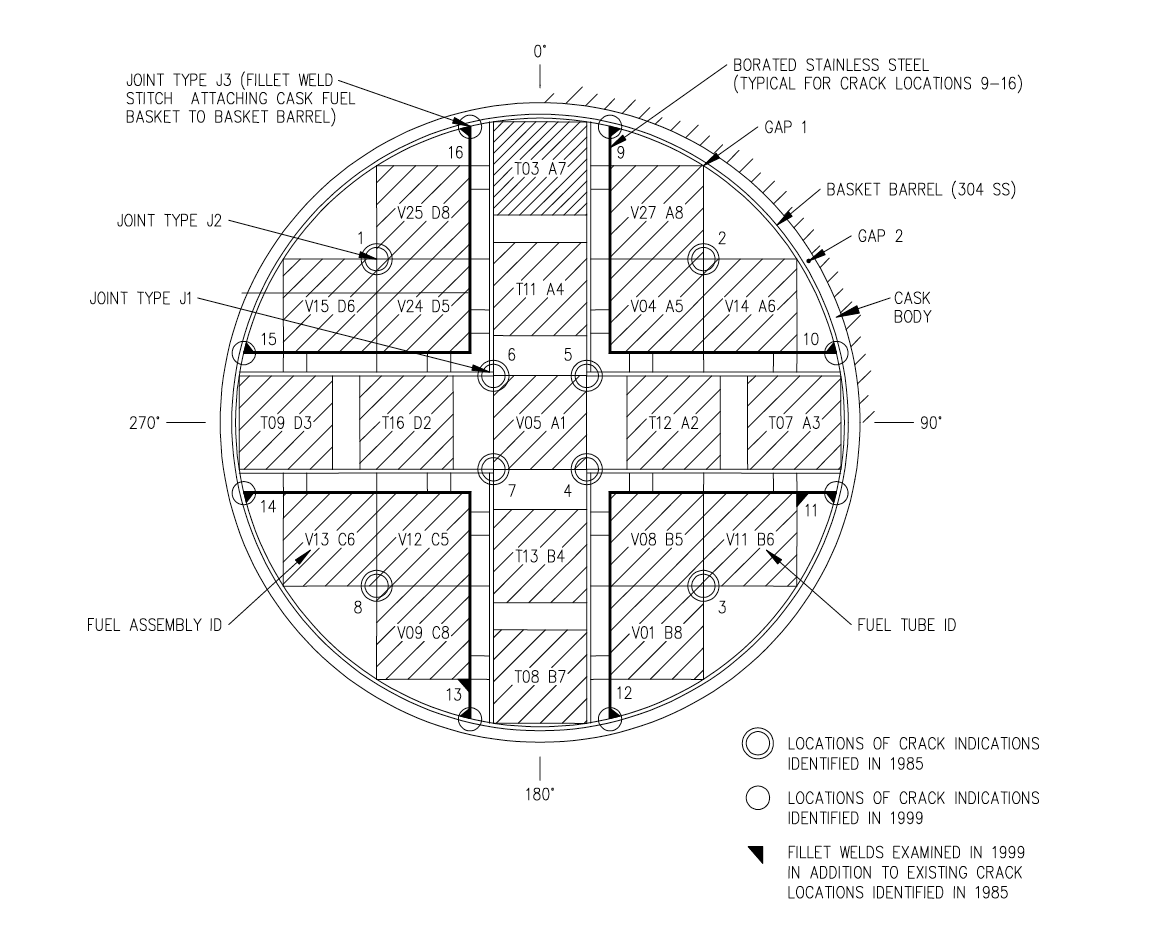 0°
JOINT TYPE J3 (FILLET WELD
STITCH ATTACHING CASK FUEL
BASKET TO BASKET BARREL)
BORATED STAINLESS STEEL
(TYPICAL FOR CRACK LOCATIONS 9-16)
GAP 1
16
9
T03 A7
BASKET BARREL (304 SS)
JOINT TYPE J2
V25 D8
V27 A8
1
2
GAP 2
JOINT TYPE J1
T11 A4
V15 D6
V24 D5
V04 A5
V14 A6
CASK
BODY
15
10
6
5
270°
T09 D3
T16 D2
V05 A1
T12 A2
T07 A3
90°
7
4
14
11
V13 C6
V12 C5
T13 B4
V08 B5
V11 B6
8
3
FUEL ASSEMBLY ID
FUEL TUBE ID
V09 C8
V01 B8
T08 B7
13
12
LOCATIONS OF CRACK INDICATIONS
IDENTIFIED IN 1985
180°
LOCATIONS OF CRACK INDICATIONS
IDENTIFIED IN 1999
FILLET WELDS EXAMINED IN 1999
IN ADDITION TO EXISTING CRACK
LOCATIONS IDENTIFIED IN 1985